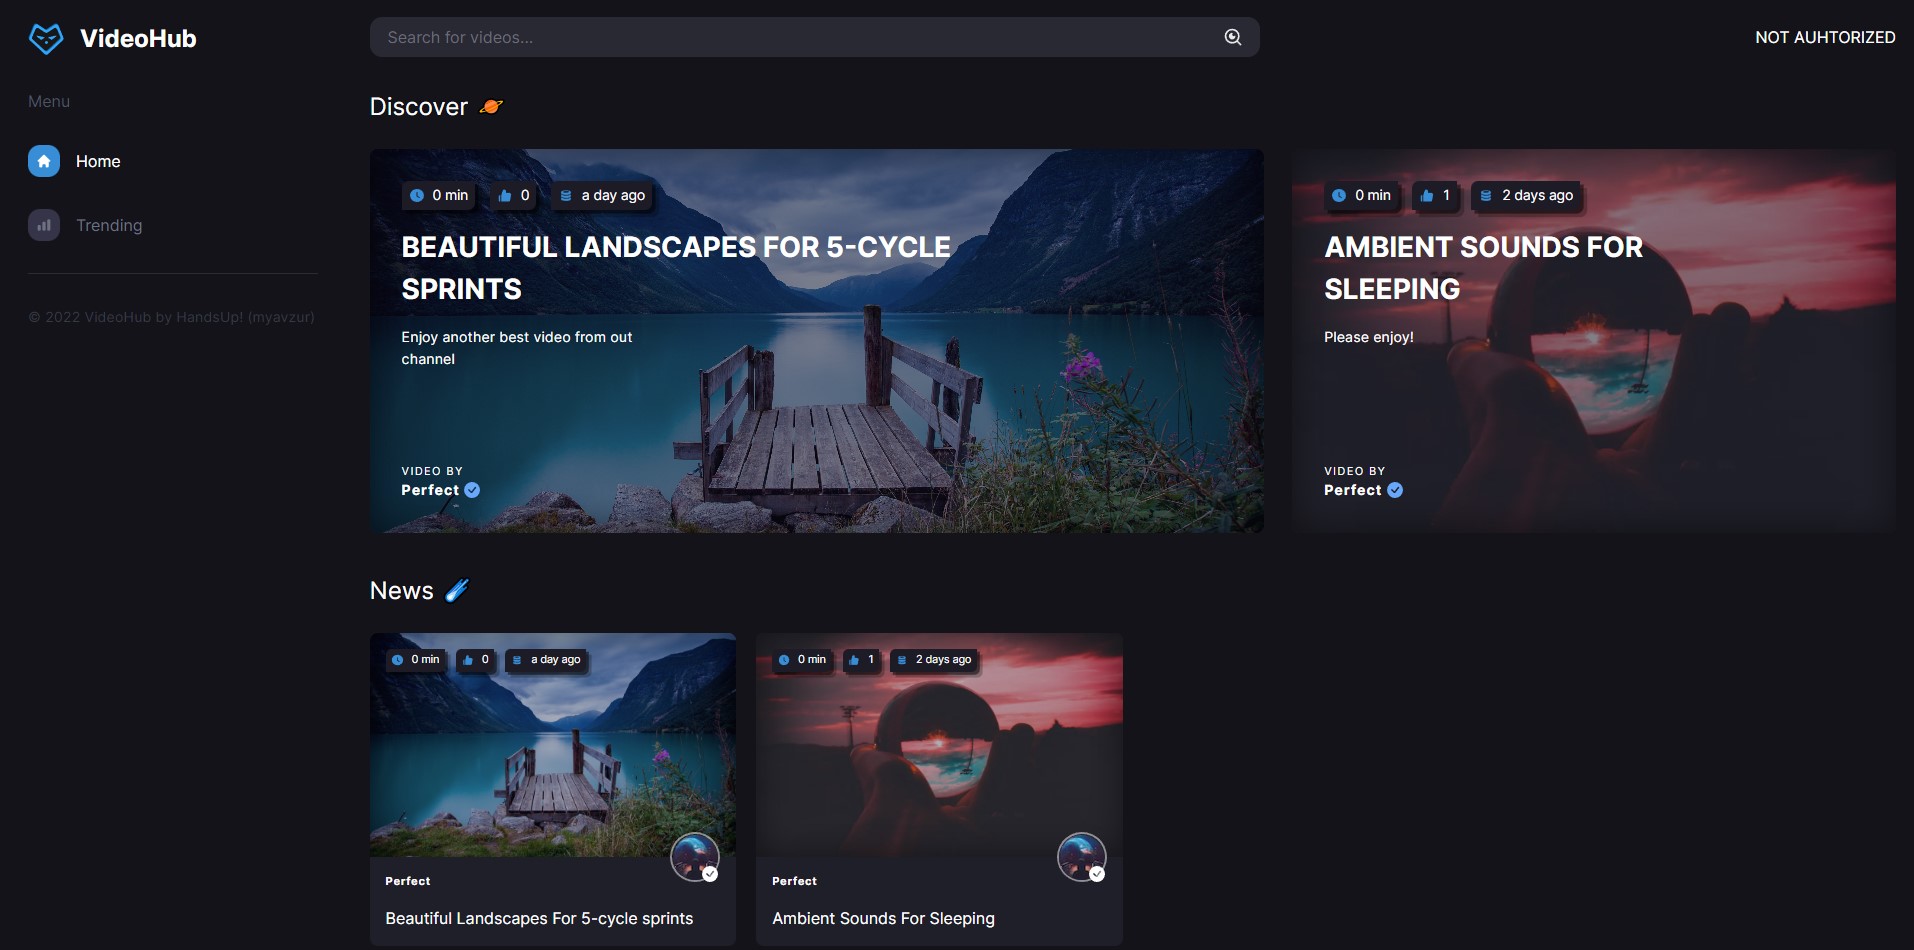 VideoHub
Search for videos...
NOT AUHTORIZED
Menu
Home
Trending
© 2022 VideoHub by HandsUp! (myavzur)
Discover
0 min
0
a day ago
BEAUTIFUL LANDSCAPES FOR 5-CYCLE
SPRINTS
Enjoy another best video from out
channel
VIDEO BY
Perfect
0 min
1
2 days ago
AMBIENT SOUNDS FOR
SLEEPING
Please enjoy!
VIDEO BY
Perfect
News
0 min
0
a day ago
Perfect
Beautiful Landscapes For 5-cycle sprints
0 min
1
2 days ago
Perfect
Ambient Sounds For Sleeping